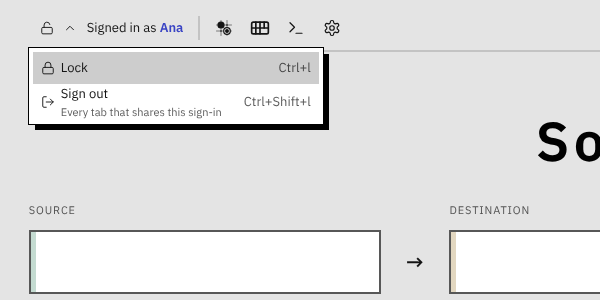 Signed in as Ana
Lock Ctrl+l
Sign out
Every tab that shares this sign-in Ctrl+Shift+l
So
SOURCE DESTINATION